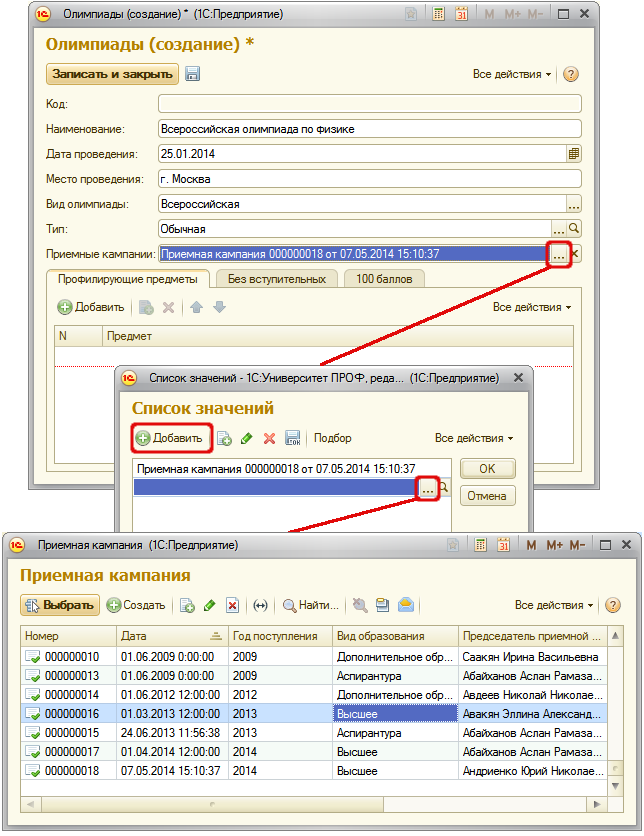 Олимпиады (создание) * (1С:Предприятие)
M M+ M-
Олимпиады (создание) *
Записать и закрыть
Все действия
Код:
Наименование: Всероссийская олимпиада по физике
Дата проведения: 25.01.2014
Место проведения: г. Москва
Вид олимпиады: Всероссийская ...
Тип: Обычная ...
Приемные кампании: Приемная кампания 000000018 от 07.05.2014 15:10:37 ...
Профилирующие предметы Без вступительных 100 баллов
Добавить Все действия
N Предмет
Список значений - 1С:Университет ПРОФ, реда... (1С:Предприятие)
Список значений
Добавить Подбор Все действия
Приемная кампания 000000018 от 07.05.2014 15:10:37
...
OK
Отмена
Приемная кампания (1С:Предприятие)
M M+ M-
Приемная кампания
Выбрать Создать Найти... Все действия
Номер Дата Год поступления Вид образования Председатель приемной ...
000000010 01.06.2009 0:00:00 2009 Дополнительное обр... Саакян Ирина Васильевна
000000013 01.06.2009 0:00:00 2009 Аспирантура Абайханов Аслан Рамаза...
000000014 01.06.2012 12:00:00 2012 Дополнительное обр... Авдеев Николай Николае...
000000016 01.03.2013 12:00:00 2013 Высшее Авакян Эллина Александ...
000000015 24.06.2013 11:56:38 2013 Аспирантура Абайханов Аслан Рамаза...
000000017 01.04.2014 12:00:00 2014 Высшее Абайханов Аслан Рамаза...
000000018 07.05.2014 15:10:37 2014 Высшее Андриенко Юрий Николае...